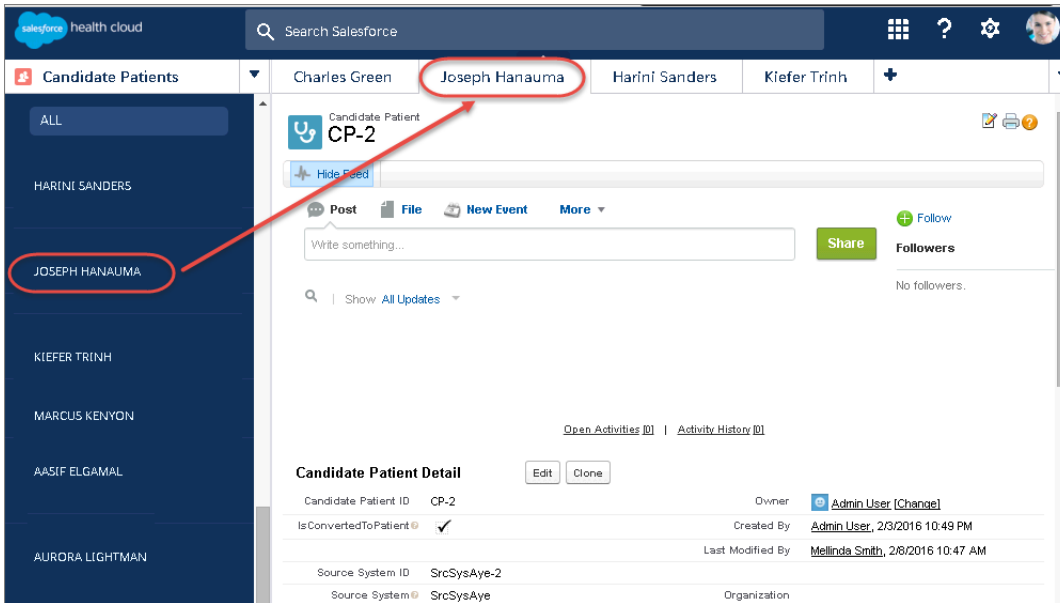 salesforce health cloud
Search Salesforce
?
Candidate Patients
Charles Green
Joseph Hanauma
Harini Sanders
Kiefer Trinh
ALL
HARINI SANDERS
JOSEPH HANAUMA
KIEFER TRINH
MARCUS KENYON
AASIF ELGAMAL
AURORA LIGHTMAN
Candidate Patient
CP-2
?
Hide Feed
Post File New Event More
Write something...
Share
Follow
Followers
No followers.
Show All Updates
Open Activities [0] | Activity History [0]
Candidate Patient Detail Edit Clone
Candidate Patient ID CP-2 Owner Admin User [Change]
IsConvertedToPatient Created By Admin User, 2/3/2016 10:49 PM
Last Modified By Mellinda Smith, 2/8/2016 10:47 AM
Source System ID SrcSysAye-2
Source System SrcSysAye Organization